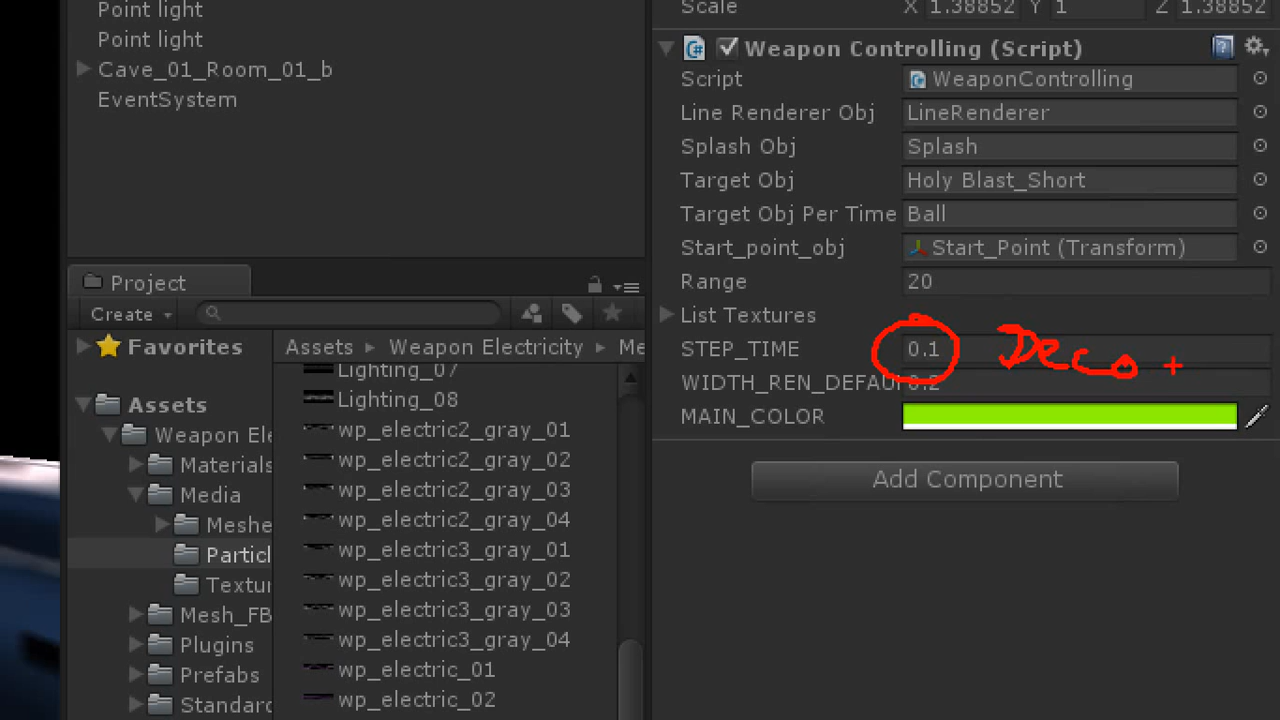 Point light
Point light
Cave_01_Room_01_b
EventSystem
Project
Create
Favorites
Assets
Weapon Ele
Materials
Media
Meshe
Particl
Textur
Mesh_FB
Plugins
Prefabs
Standard
Assets ▸ Weapon Electricity ▸ Me
Lighting_07
Lighting_08
wp_electric2_gray_01
wp_electric2_gray_02
wp_electric2_gray_03
wp_electric2_gray_04
wp_electric3_gray_01
wp_electric3_gray_02
wp_electric3_gray_03
wp_electric3_gray_04
wp_electric_01
wp_electric_02
Scale X 1.38852 Y 1 Z 1.38852
Weapon Controlling (Script)
Script WeaponControlling
Line Renderer Obj LineRenderer
Splash Obj Splash
Target Obj Holy Blast_Short
Target Obj Per Time Ball
Start_point_obj Start_Point (Transform)
Range 20
List Textures
STEP_TIME 0.1 Deco
WIDTH_REN_DEFAU 0.2
MAIN_COLOR
Add Component